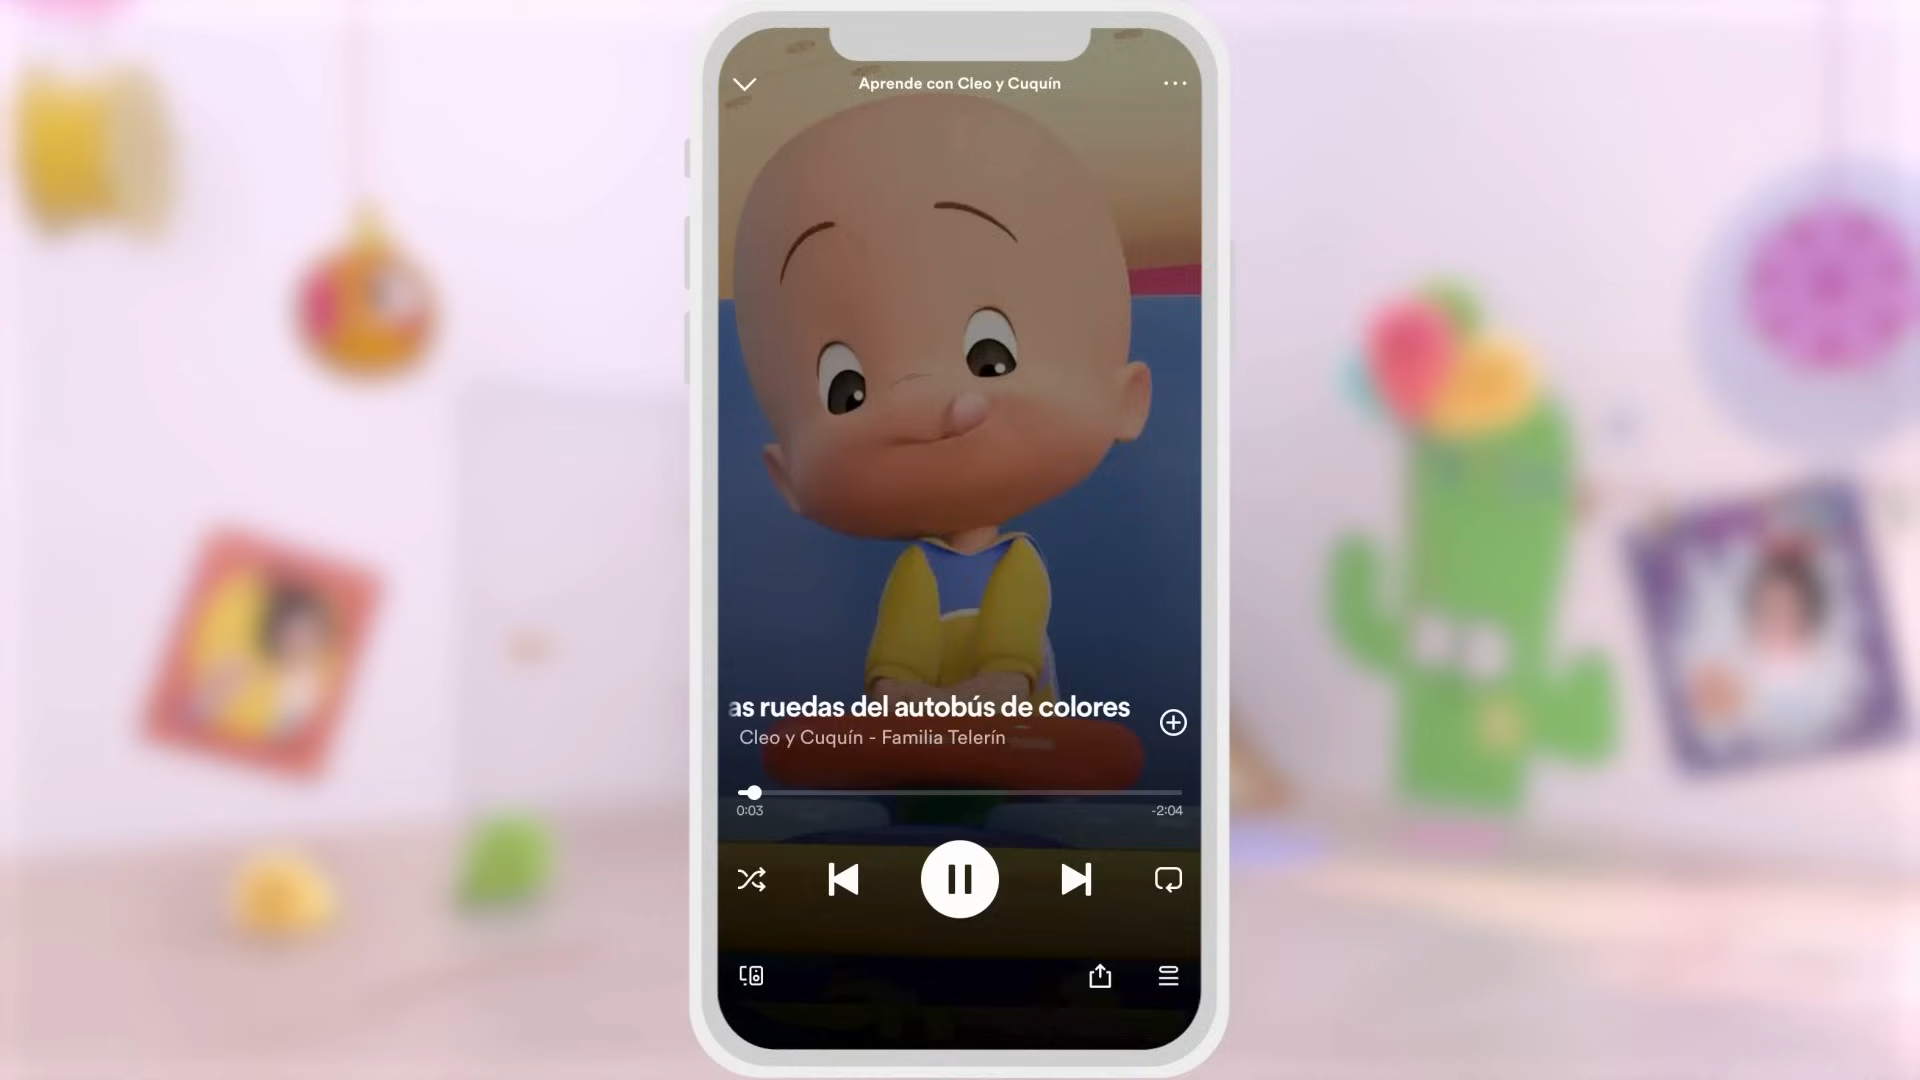 Aprende con Cleo y Cuquín
as ruedas del autobús de colores
Cleo y Cuquín - Familia Telerín
0:03
-2:04